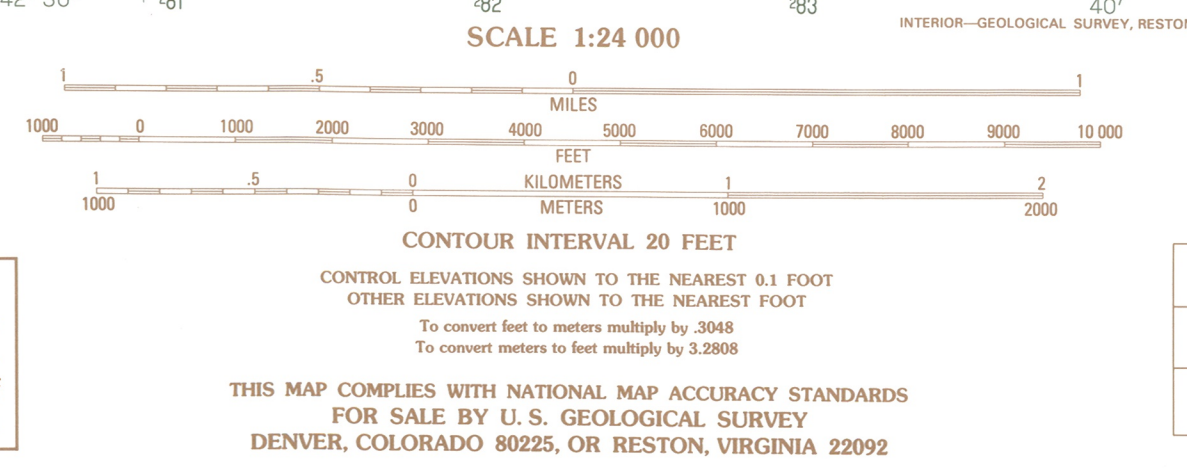 42'30" ²81 ²82 ²83 40'
INTERIOR—GEOLOGICAL SURVEY, RESTON
SCALE 1:24 000
1 .5 0 1
MILES
1000 0 1000 2000 3000 4000 5000 6000 7000 8000 9000 10 000
FEET
1 .5 0 KILOMETERS 1 2
1000 0 METERS 1000 2000
CONTOUR INTERVAL 20 FEET
CONTROL ELEVATIONS SHOWN TO THE NEAREST 0.1 FOOT
OTHER ELEVATIONS SHOWN TO THE NEAREST FOOT
To convert feet to meters multiply by .3048
To convert meters to feet multiply by 3.2808
THIS MAP COMPLIES WITH NATIONAL MAP ACCURACY STANDARDS
FOR SALE BY U. S. GEOLOGICAL SURVEY
DENVER, COLORADO 80225, OR RESTON, VIRGINIA 22092